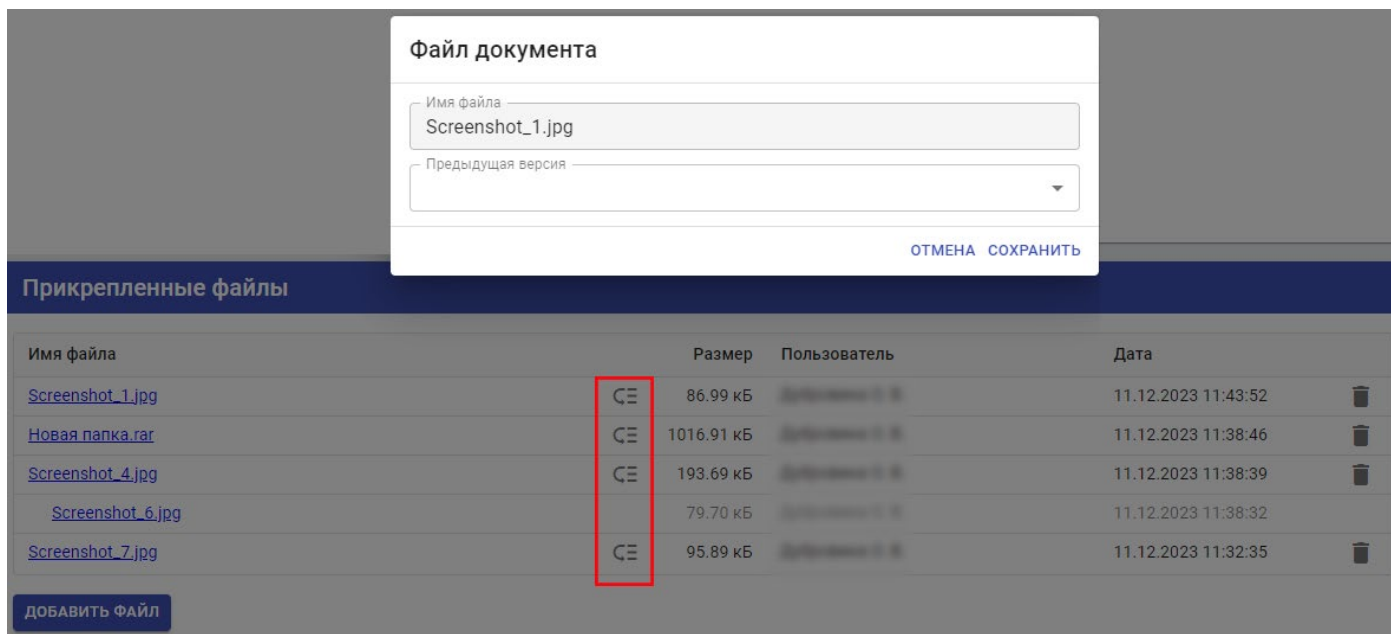 Файл документа
Имя файла
Screenshot_1.jpg
Предыдущая версия
ОТМЕНА СОХРАНИТЬ
Прикрепленные файлы
Имя файла Размер Пользователь Дата
Screenshot_1.jpg 86.99 кБ 11.12.2023 11:43:52
Новая папка.rar 1016.91 кБ 11.12.2023 11:38:46
Screenshot_4.jpg 193.69 кБ 11.12.2023 11:38:39
Screenshot_6.jpg 79.70 кБ 11.12.2023 11:38:32
Screenshot_7.jpg 95.89 кБ 11.12.2023 11:32:35
ДОБАВИТЬ ФАЙЛ